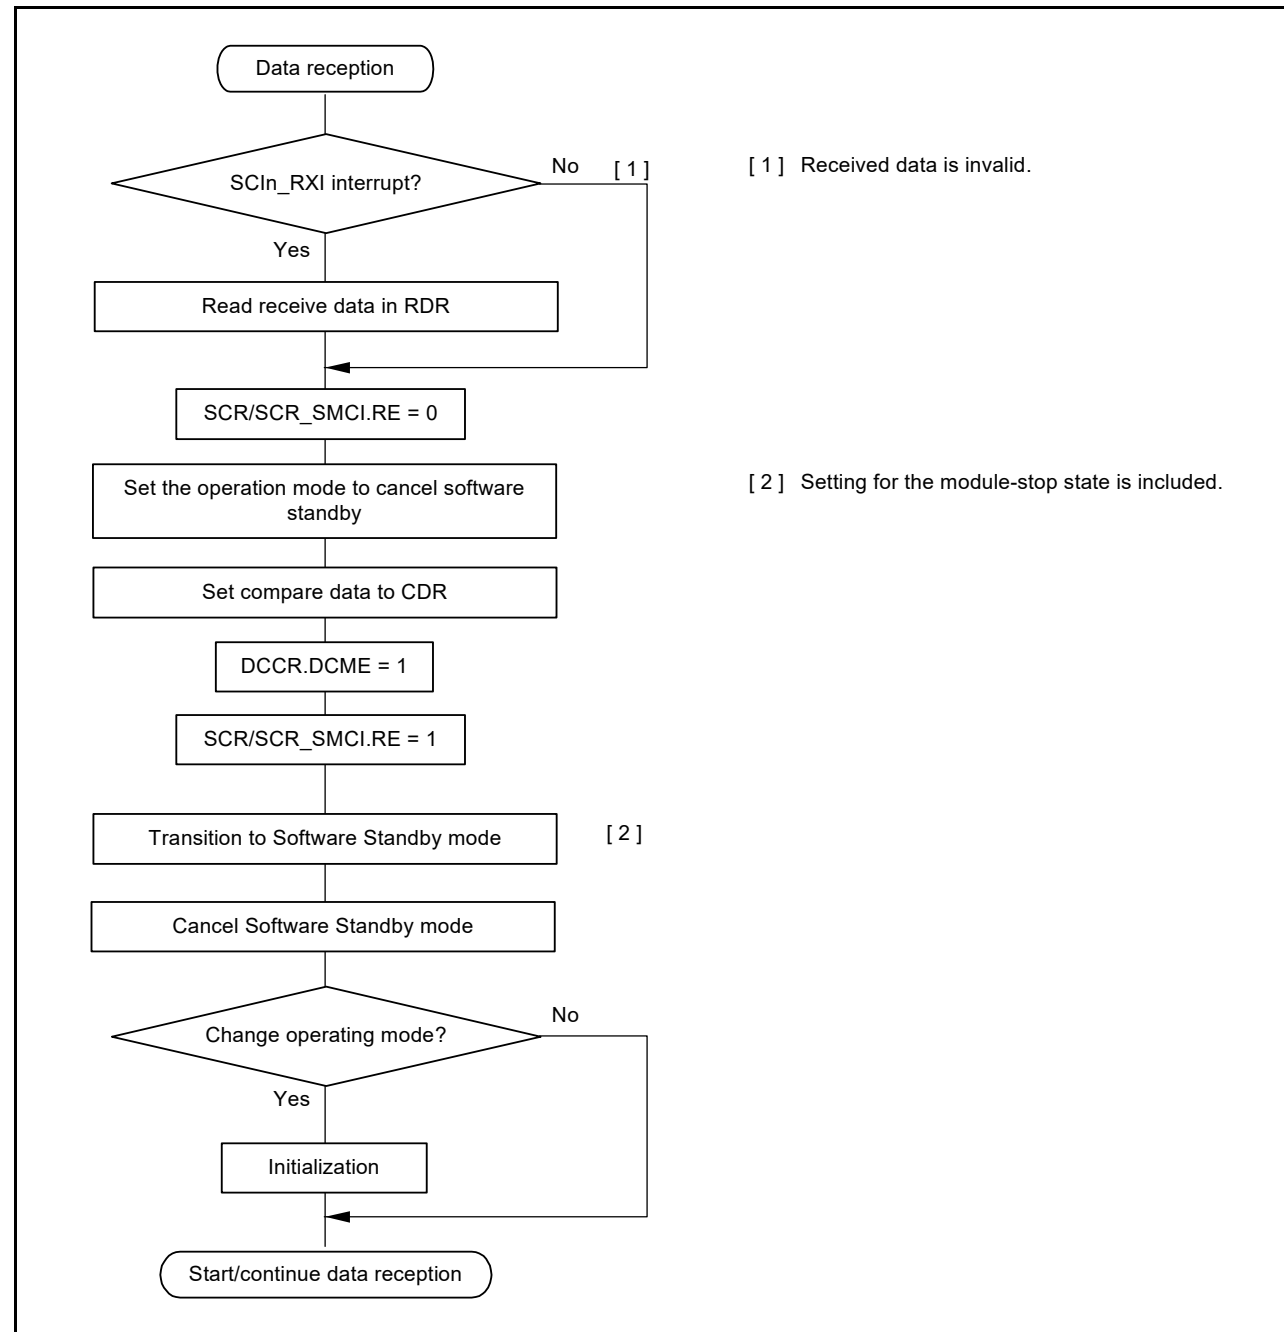 Data reception
SCIn_RXI interrupt?
No
[ 1 ]
[ 1 ] Received data is invalid.
Yes
Read receive data in RDR
SCR/SCR_SMCI.RE = 0
Set the operation mode to cancel software
standby
[ 2 ] Setting for the module-stop state is included.
Set compare data to CDR
DCCR.DCME = 1
SCR/SCR_SMCI.RE = 1
Transition to Software Standby mode
[ 2 ]
Cancel Software Standby mode
Change operating mode?
No
Yes
Initialization
Start/continue data reception